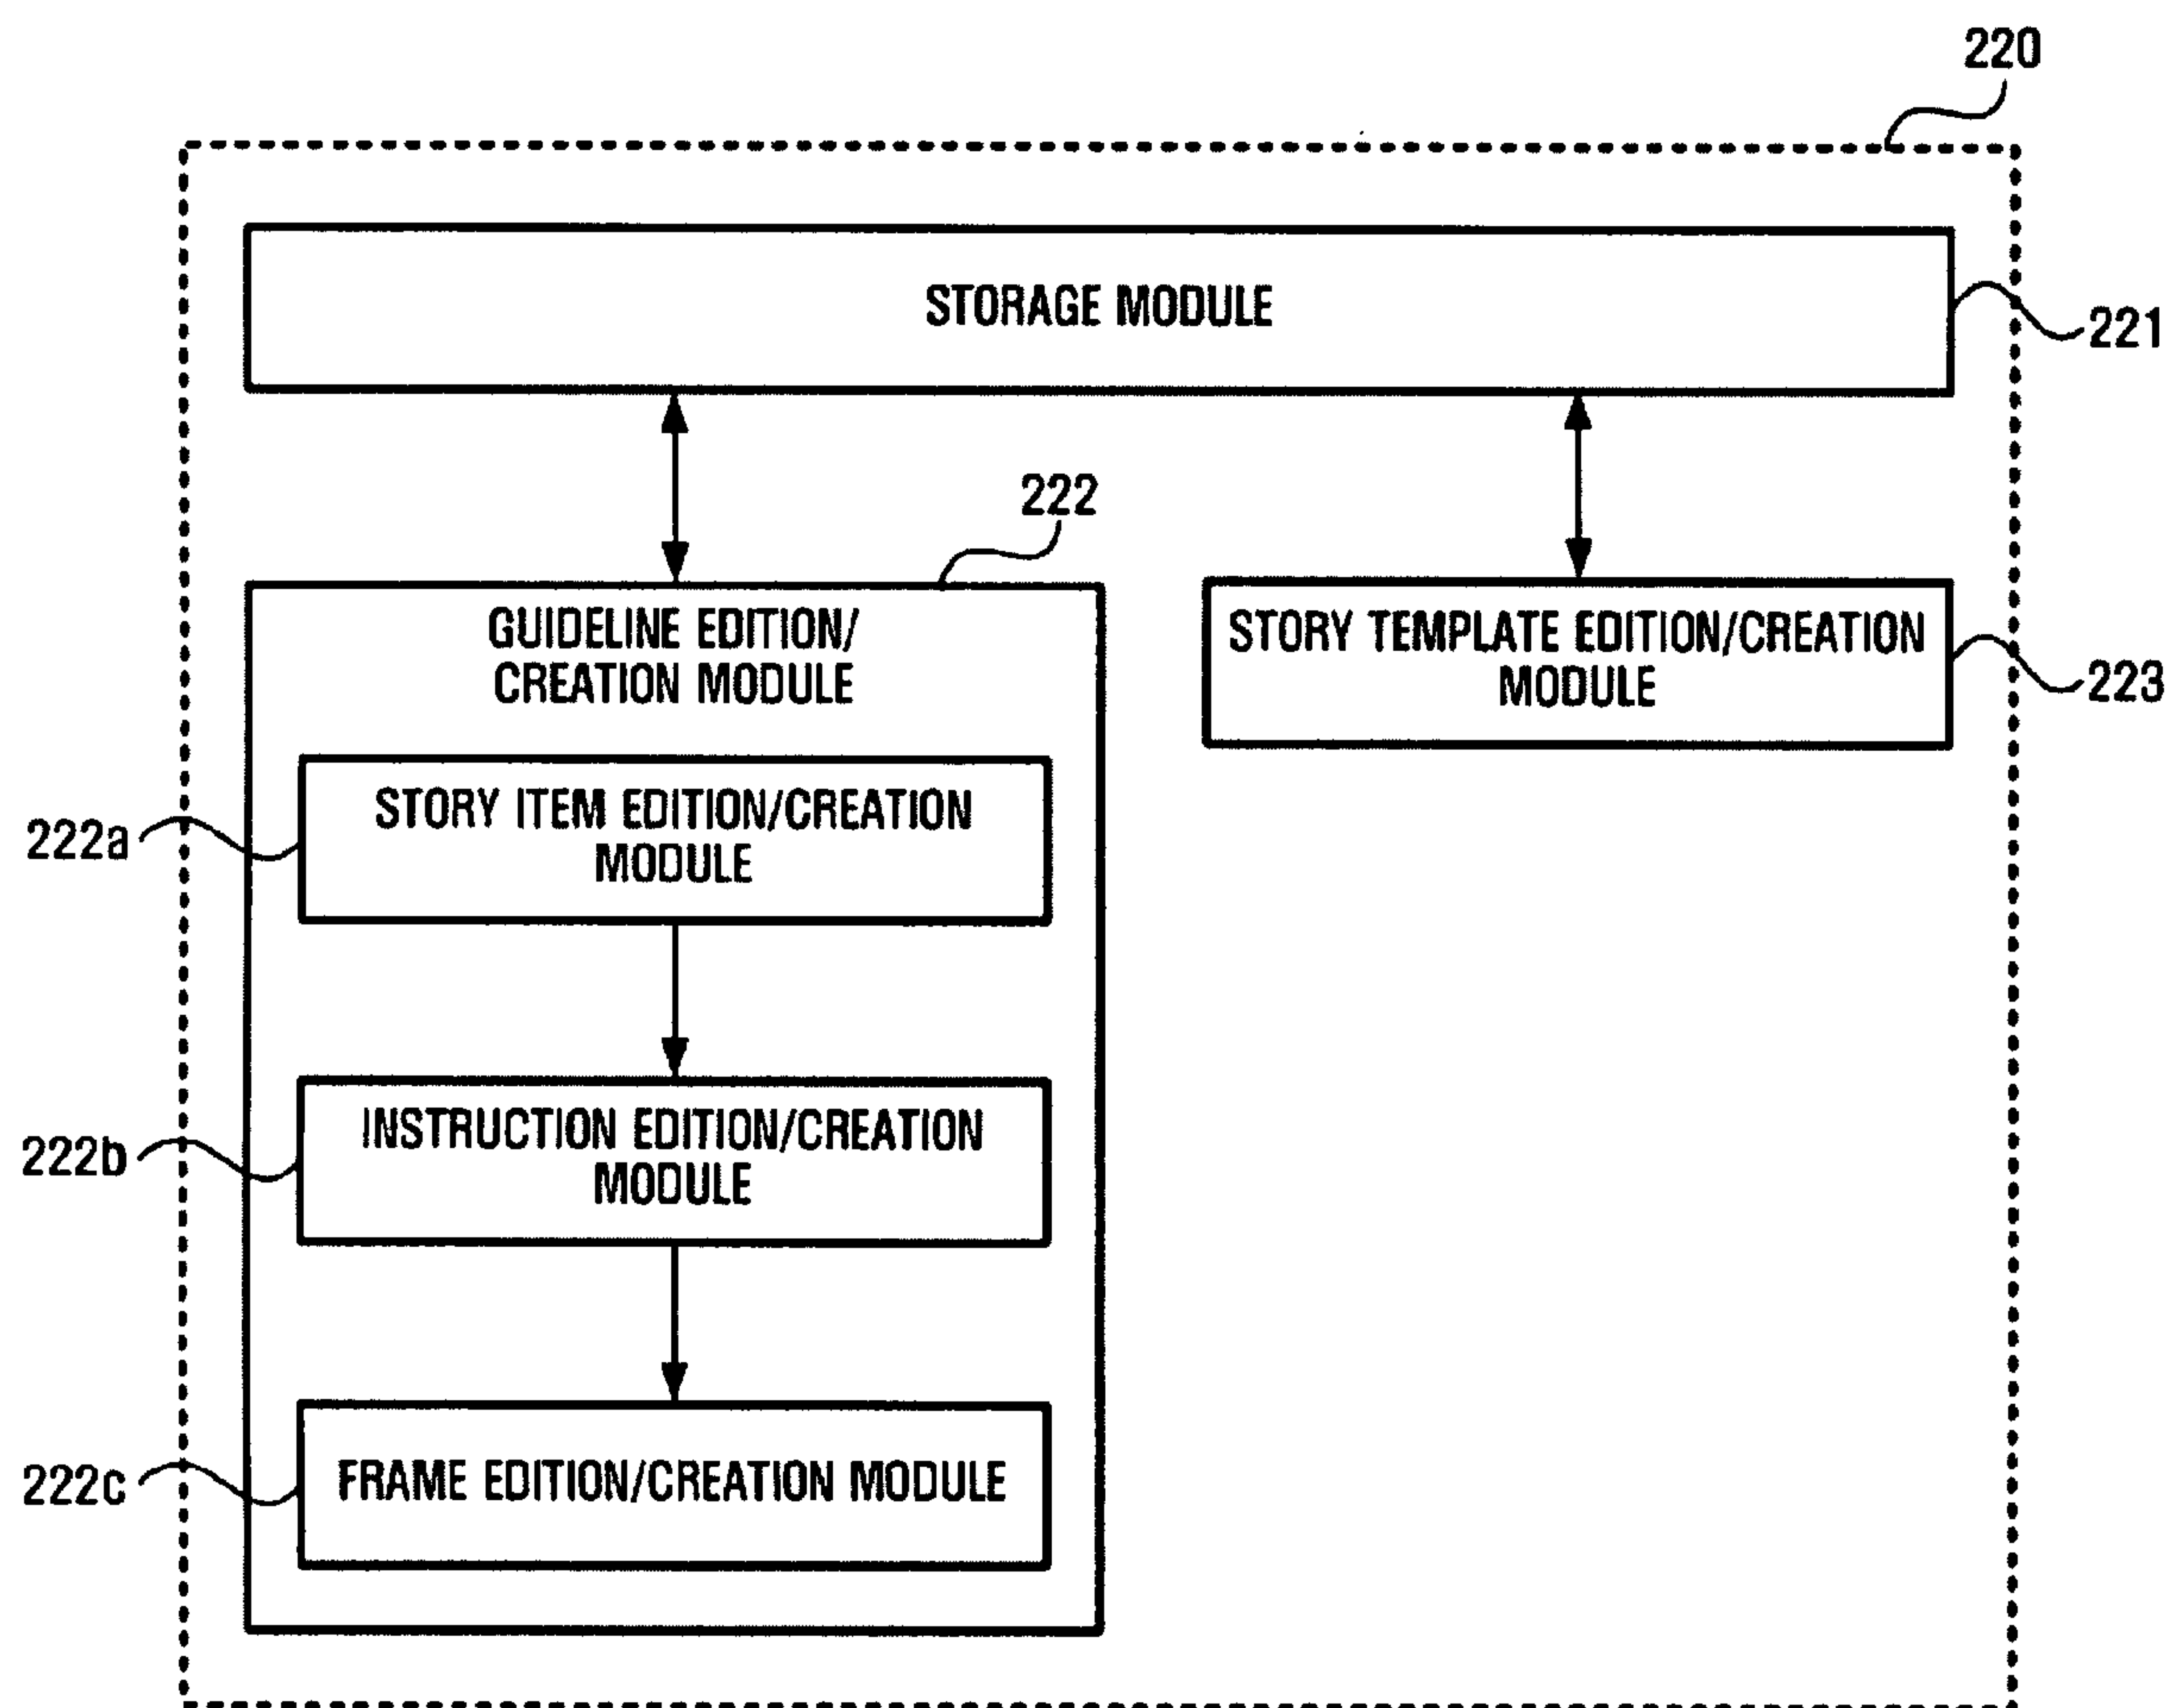 220
STORAGE MODULE
221
222
GUIDELINE EDITION/
CREATION MODULE
STORY TEMPLATE EDITION/CREATION
MODULE
223
STORY ITEM EDITION/CREATION
MODULE
222a
INSTRUCTION EDITION/CREATION
MODULE
222b
FRAME EDITION/CREATION MODULE
222c